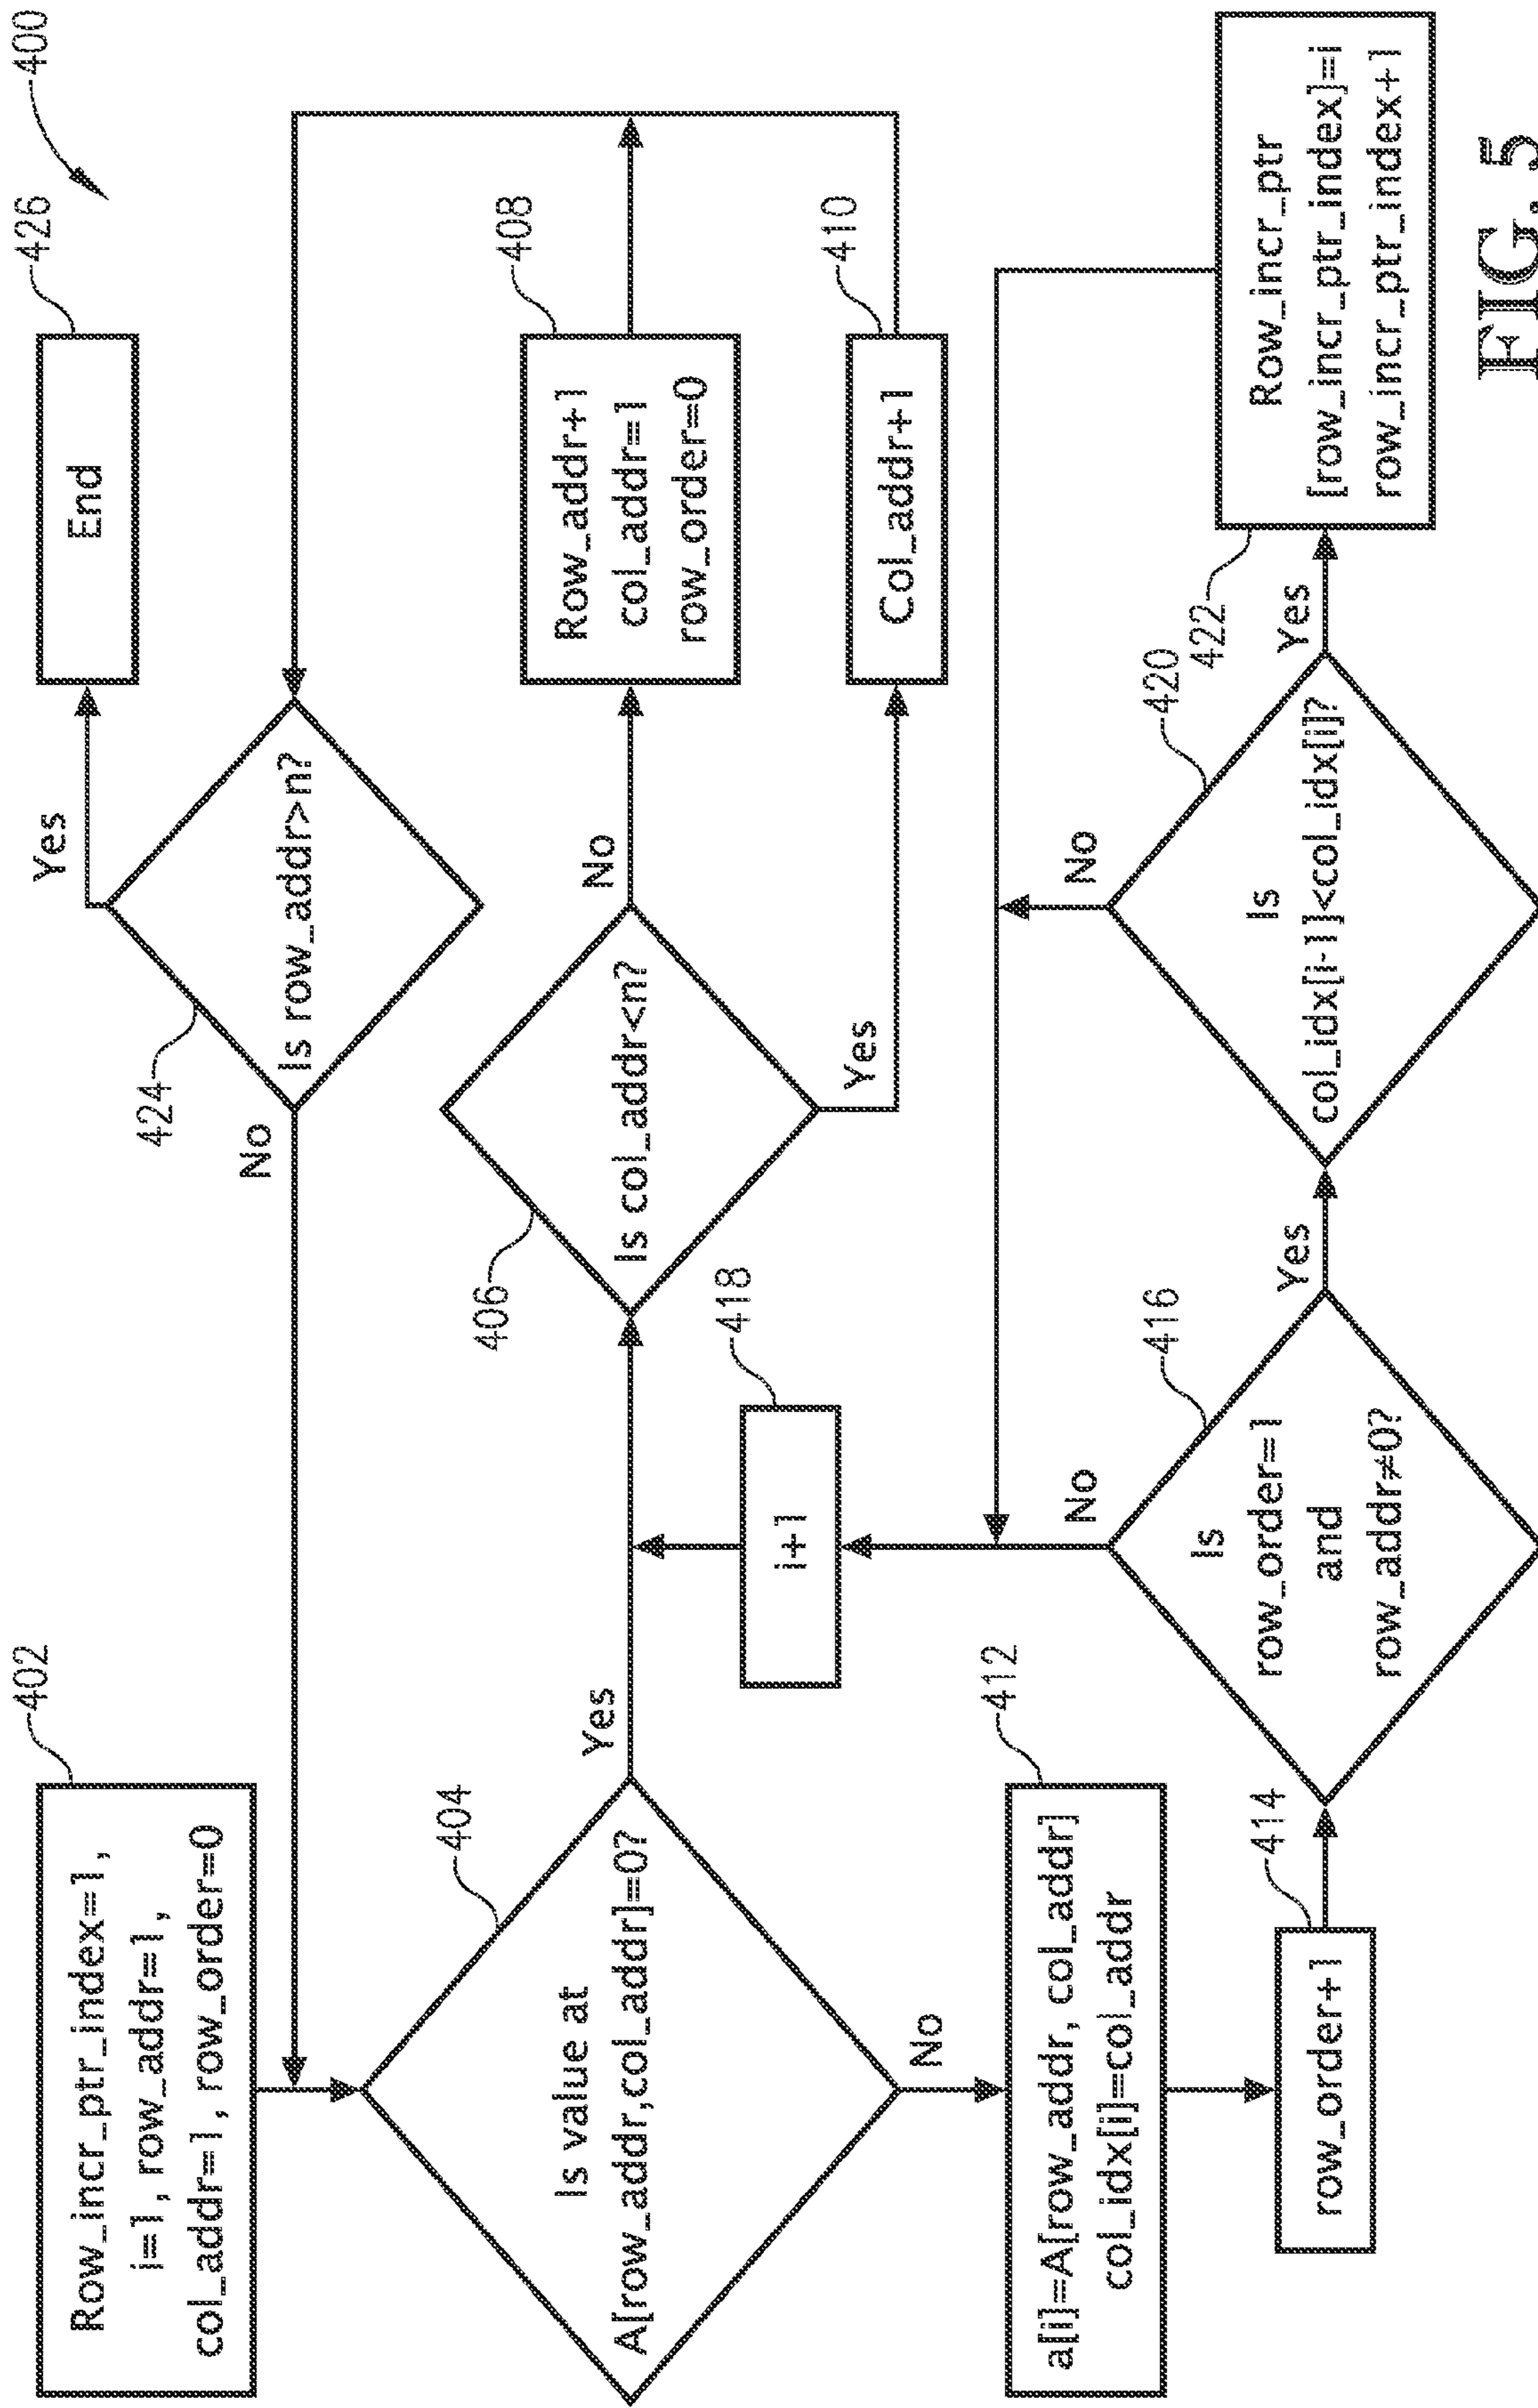 400
402
Row_incr_ptr_index=1,
i=1, row_addr=1,
col_addr=1, row_order=0
424
Is row_addr>n?
No
Yes
426
End
404
Is value at
A[row_addr,col_addr]=0?
Yes
No
406
Is col_addr<n?
No
Yes
408
Row_addr+1
col_addr=1
row_order=0
410
Col_addr+1
418
i+1
412
a[i]=A[row_addr, col_addr]
col_idx[i]=col_addr
414
row_order+1
416
Is
row_order=1
and
row_addr≠0?
No
Yes
420
Is
col_idx[i-1]<col_idx[i]?
No
Yes
422
Row_incr_ptr
[row_incr_ptr_index]=i
row_incr_ptr_index+1
FIG. 5